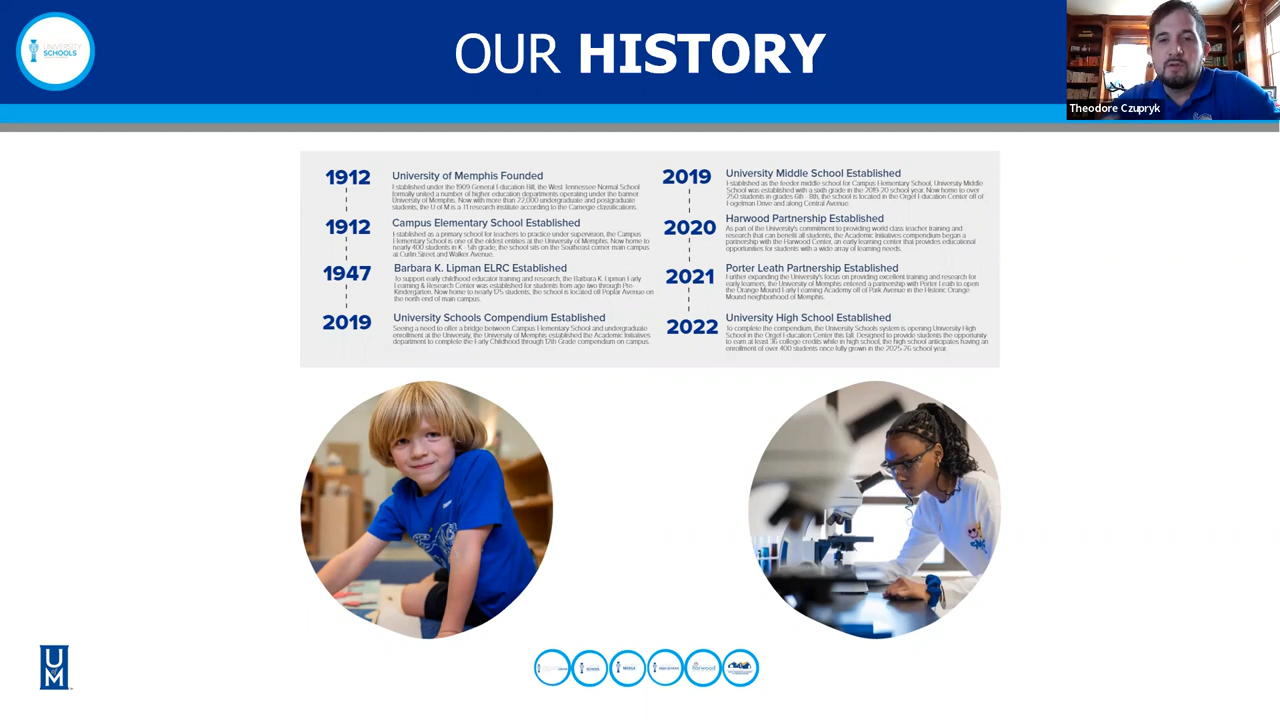 UNIVERSITY
SCHOOLS
OUR HISTORY
Theodore Czupryk
1912
University of Memphis Founded
Established under the 1909 General Education Bill, the West Tennessee Normal School
formally united a number of higher education departments operating under the banner
University of Memphis. Now with more than 22,000 undergraduate and postgraduate
students, the U of M is a R1 research institute according to the Carnegie classifications.
1912
Campus Elementary School Established
Established as a primary school for teachers to practice under supervision, the Campus
Elementary School is one of the oldest entities at the University of Memphis. Now home to
nearly 400 students in K - 5th grade, the school sits on the Southeast corner main campus
at Curlin Street and Walker Avenue.
1947
Barbara K. Lipman ELRC Established
To support early childhood educator training and research, the Barbara K. Lipman Early
Learning & Research Center was established for students from age two through Pre-
Kindergarten. Now home to nearly 175 students, the school is located off Poplar Avenue on
the north end of main campus.
2019
University Schools Compendium Established
Seeing a need to offer a bridge between Campus Elementary School and undergraduate
enrollment at the University, the University of Memphis established the Academic Initiatives
department to complete the Early Childhood through 12th Grade compendium on campus.
2019
University Middle School Established
Established as the feeder middle school for Campus Elementary School, University Middle
School was established with a sixth grade in the 2019-20 school year. Now home to over
250 students in grades 6th - 8th, the school is located in the Orgel Education Center off of
Fogelman Drive and along Central Avenue.
2020
Harwood Partnership Established
As part of the University's commitment to providing world class teacher training and
research that can benefit all students, the Academic Initiatives compendium began a
partnership with the Harwood Center, an early learning center that provides educational
opportunities for students with a wide array of learning needs.
2021
Porter Leath Partnership Established
Further expanding the University's focus on providing excellent training and research for
early learners, the University of Memphis entered a partnership with Porter Leath to open
the Orange Mound Early Learning Academy off of Park Avenue in the Historic Orange
Mound neighborhood of Memphis.
2022
University High School Established
To complete the compendium, the University Schools system is opening University High
School in the Orgel Education Center this fall. Designed to provide students the opportunity
to earn at least 36 college credits while in high school, the high school anticipates having an
enrollment of over 400 students once fully grown in the 2025-26 school year.
UM
SCHOOL
MIDDLE
HIGH SCHOOL
Harwood